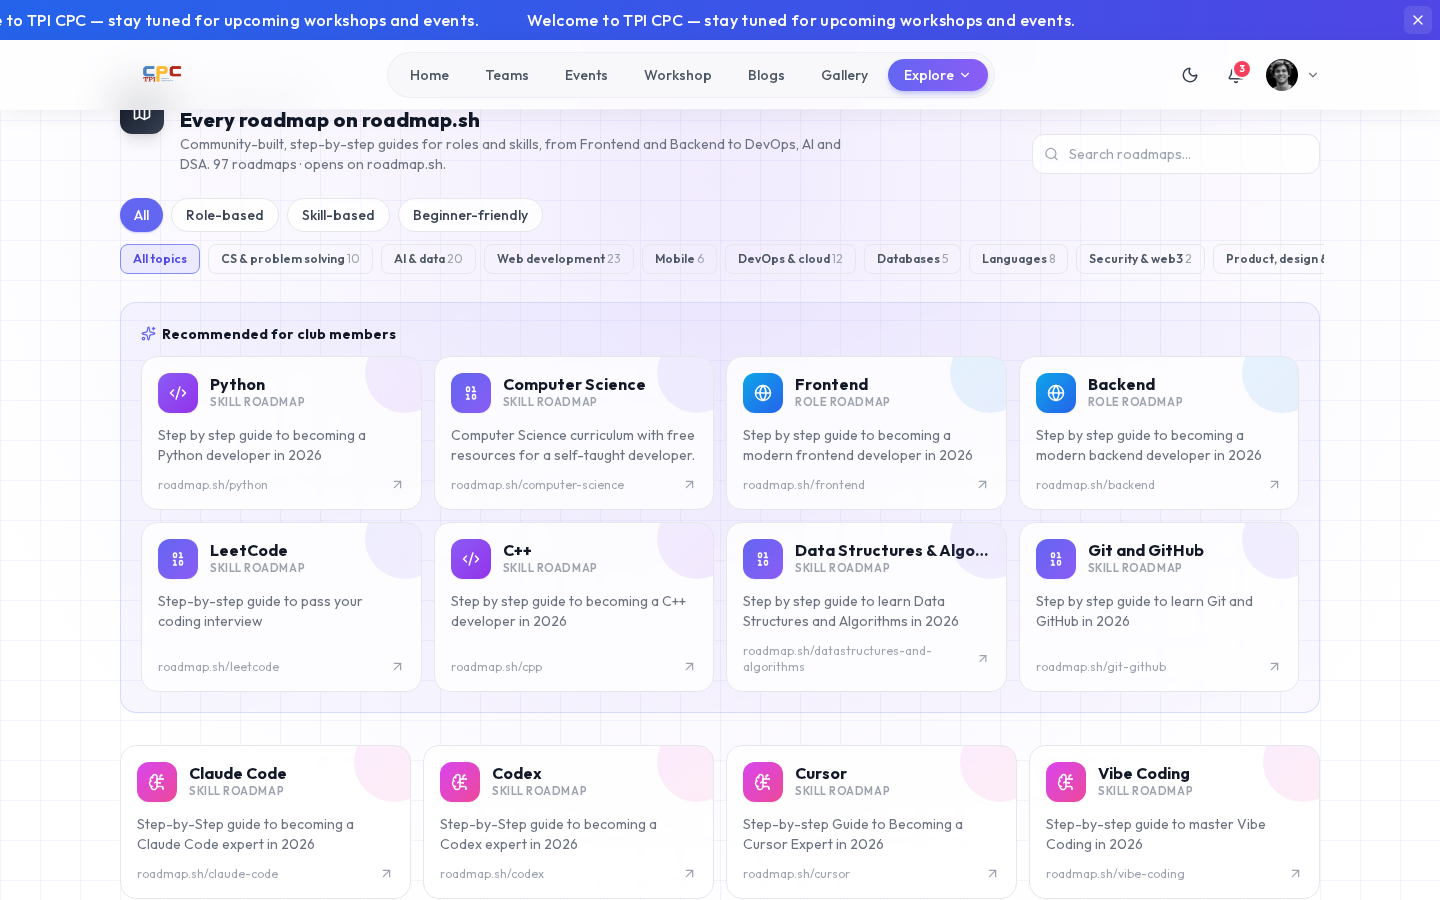 e to TPI CPC — stay tuned for upcoming workshops and events. Welcome to TPI CPC — stay tuned for upcoming workshops and events.
CPC
TPI
Home Teams Events Workshop Blogs Gallery Explore
3
Every roadmap on roadmap.sh
Community-built, step-by-step guides for roles and skills, from Frontend and Backend to DevOps, AI and
DSA. 97 roadmaps · opens on roadmap.sh.
Search roadmaps...
All Role-based Skill-based Beginner-friendly
All topics CS & problem solving 10 AI & data 20 Web development 23 Mobile 6 DevOps & cloud 12 Databases 5 Languages 8 Security & web3 2 Product, design &
Recommended for club members
Python
SKILL ROADMAP
Step by step guide to becoming a
Python developer in 2026
roadmap.sh/python
Computer Science
SKILL ROADMAP
Computer Science curriculum with free
resources for a self-taught developer.
roadmap.sh/computer-science
Frontend
ROLE ROADMAP
Step by step guide to becoming a
modern frontend developer in 2026
roadmap.sh/frontend
Backend
ROLE ROADMAP
Step by step guide to becoming a
modern backend developer in 2026
roadmap.sh/backend
LeetCode
SKILL ROADMAP
Step-by-step guide to pass your
coding interview
roadmap.sh/leetcode
C++
SKILL ROADMAP
Step by step guide to becoming a C++
developer in 2026
roadmap.sh/cpp
Data Structures & Algo...
SKILL ROADMAP
Step by step guide to learn Data
Structures and Algorithms in 2026
roadmap.sh/datastructures-and-
algorithms
Git and GitHub
SKILL ROADMAP
Step by step guide to learn Git and
GitHub in 2026
roadmap.sh/git-github
Claude Code
SKILL ROADMAP
Step-by-Step guide to becoming a
Claude Code expert in 2026
roadmap.sh/claude-code
Codex
SKILL ROADMAP
Step-by-Step guide to becoming a
Codex expert in 2026
roadmap.sh/codex
Cursor
SKILL ROADMAP
Step-by-step Guide to Becoming a
Cursor Expert in 2026
roadmap.sh/cursor
Vibe Coding
SKILL ROADMAP
Step-by-step guide to master Vibe
Coding in 2026
roadmap.sh/vibe-coding